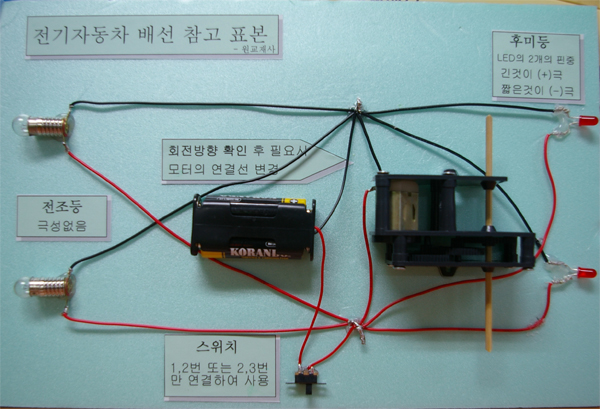 전기자동차 배선 참고 표본
- 원교재사
후미등
LED의 2개의 핀중
긴것이 (+)극
짧은것이 (-)극
회전방향 확인 후 필요시
모터의 연결선 변경
전조등
극성없음
KORANI
스위치
1,2번 또는 2,3번
만 연결하여 사용